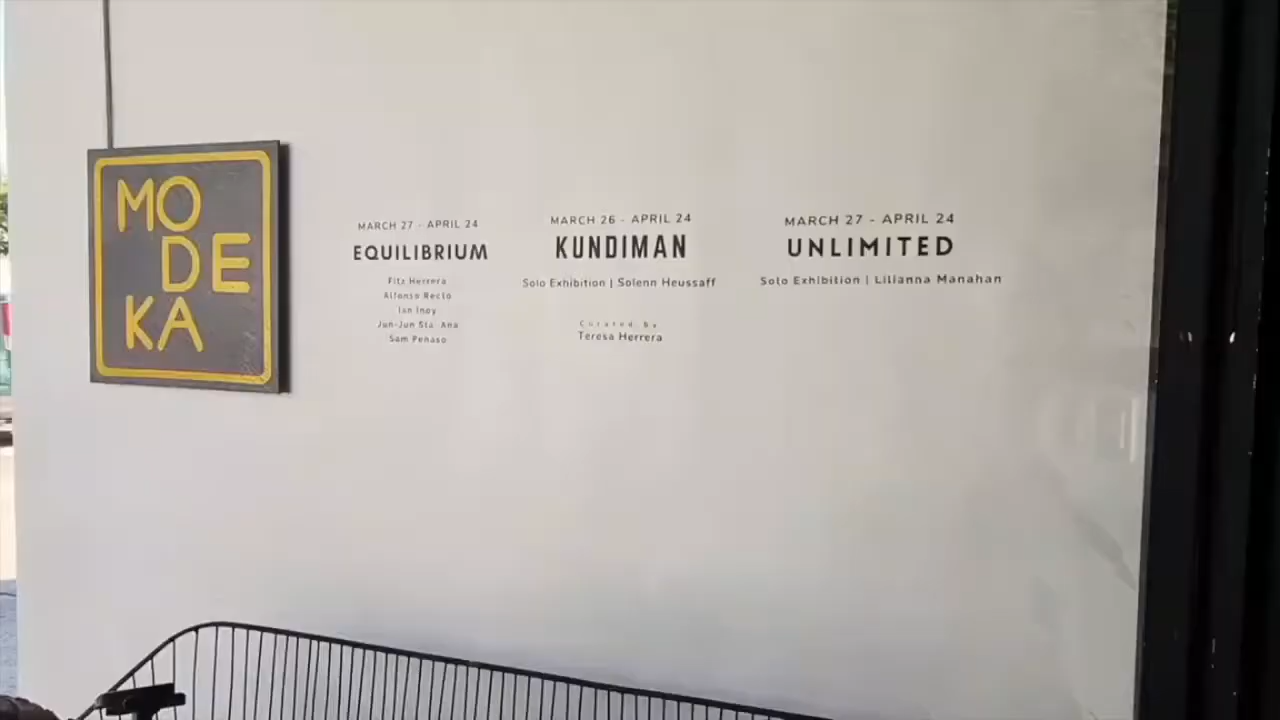 MO
DE
KA
MARCH 27 - APRIL 24
EQUILIBRIUM
Fitz Herrera
Alfonso Recto
Ian Inoy
Jun-Jun Sta. Ana
Sam Penaso
MARCH 26 - APRIL 24
KUNDIMAN
Solo Exhibition | Solenn Heussaff
Curated by
Teresa Herrera
MARCH 27 - APRIL 24
UNLIMITED
Solo Exhibition | Lilianna Manahan